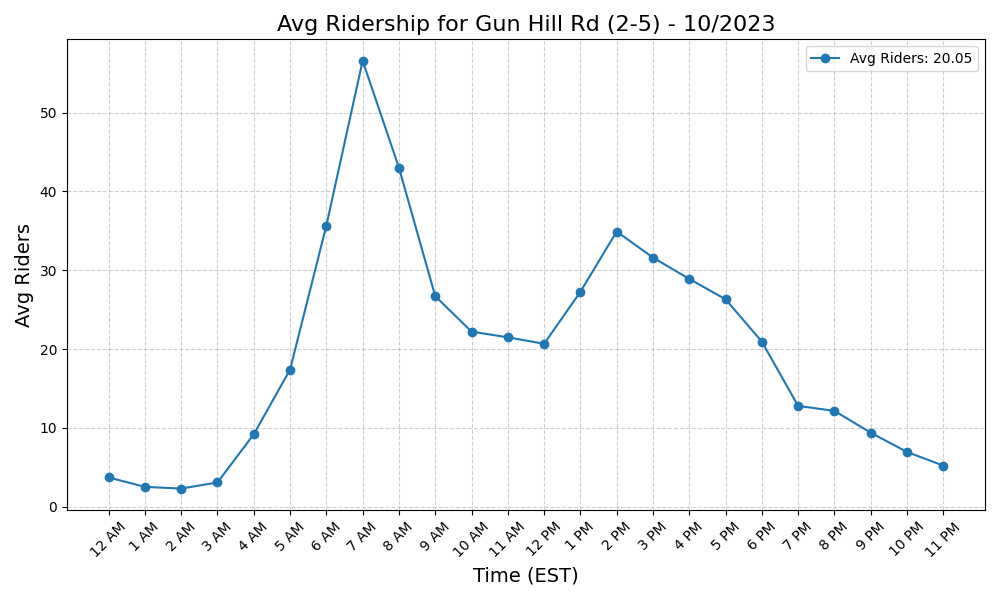 Avg Ridership for Gun Hill Rd (2-5) - 10/2023
Avg Riders: 20.05
Avg Riders
50
40
30
20
10
0
12 AM
1 AM
2 AM
3 AM
4 AM
5 AM
6 AM
7 AM
8 AM
9 AM
10 AM
11 AM
12 PM
1 PM
2 PM
3 PM
4 PM
5 PM
6 PM
7 PM
8 PM
9 PM
10 PM
11 PM
Time (EST)